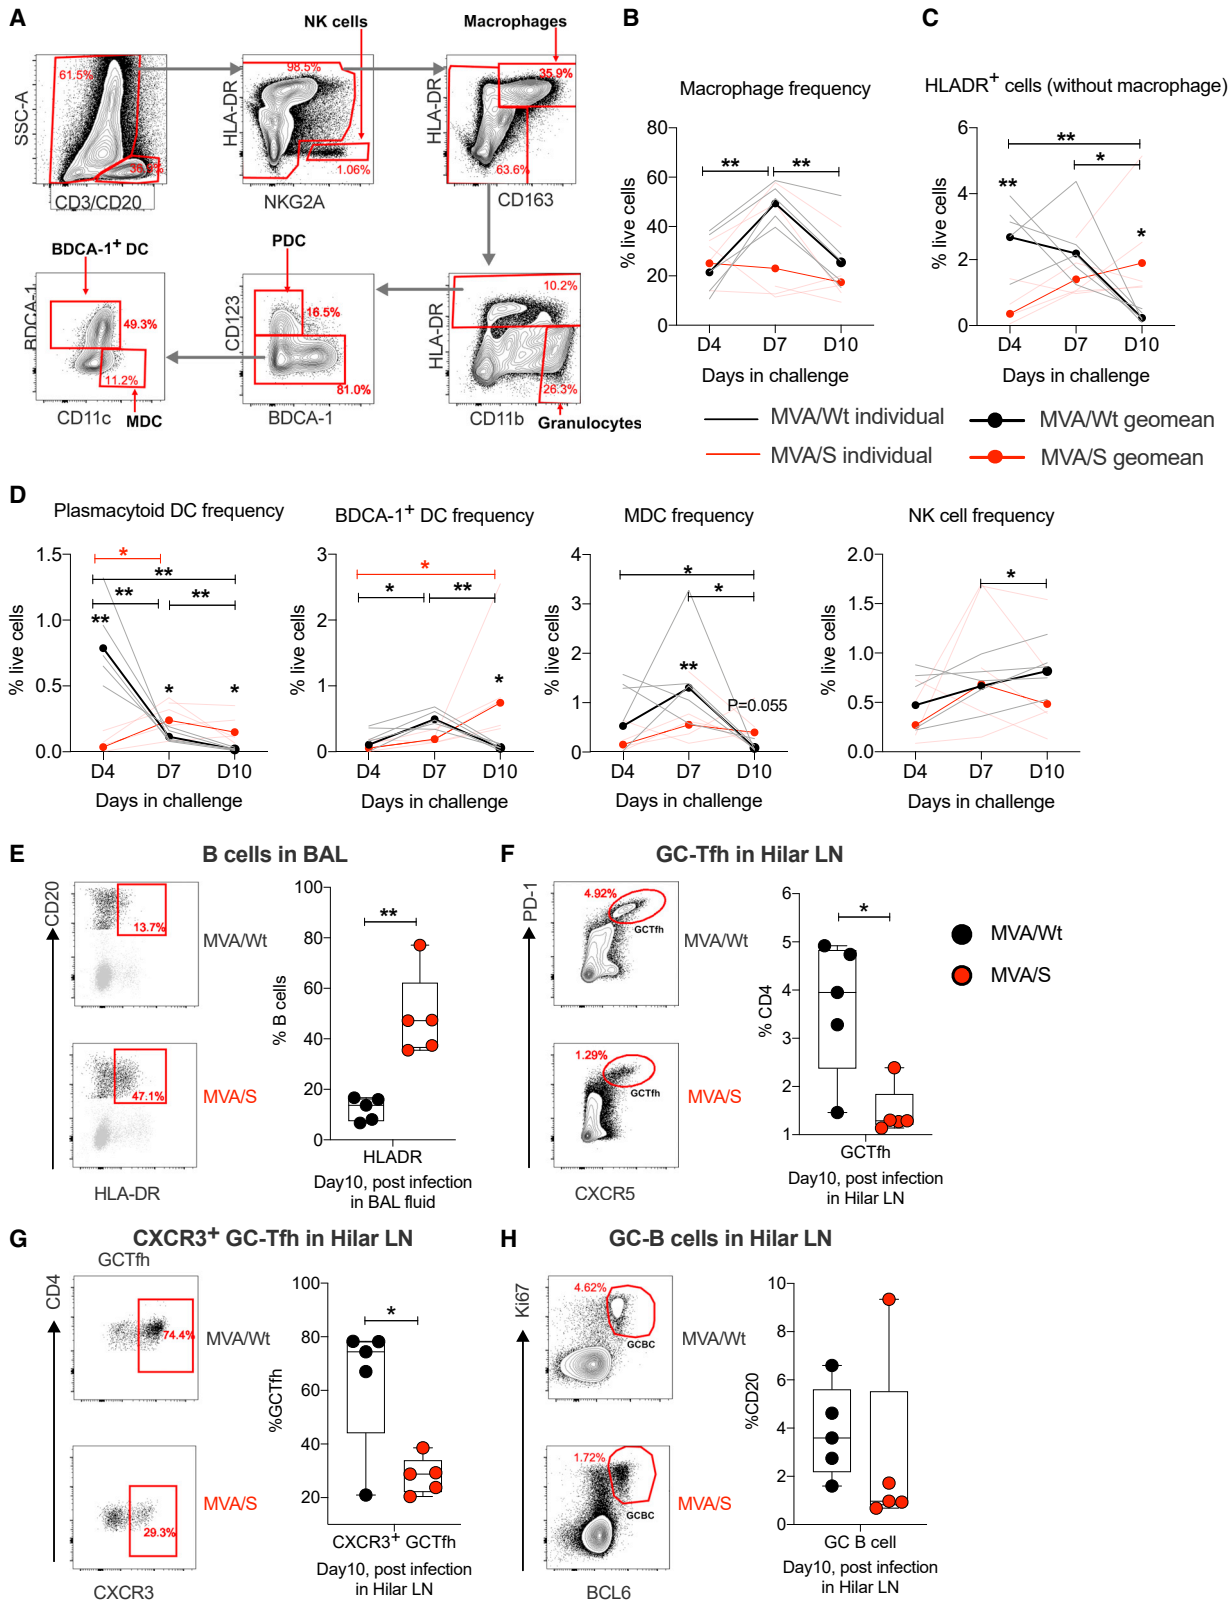 A
NK cells
Macrophages
61.5%
SSC-A
CD3/CD20
98.5%
HLA-DR
1.06%
NKG2A
35.9%
HLA-DR
63.6%
CD163
BDCA-1+ DC
BDCA-1
49.3%
11.2%
CD11c
MDC
PDC
CD123
16.5%
81.0%
BDCA-1
10.2%
HLA-DR
26.3%
CD11b
Granulocytes
B
Macrophage frequency
% live cells
80
60
40
20
0
** **
D4 D7 D10
Days in challenge
C
HLADR+ cells (without macrophage)
% live cells
6
4
2
0
**
*
**
*
D4 D7 D10
Days in challenge
MVA/Wt individual
MVA/Wt geomean
MVA/S individual
MVA/S geomean
D
Plasmacytoid DC frequency
% live cells
1.5
1.0
0.5
0.0
*
**
** **
**
* *
D4 D7 D10
Days in challenge
BDCA-1+ DC frequency
% live cells
3
2
1
0
*
* **
*
D4 D7 D10
Days in challenge
MDC frequency
% live cells
4
3
2
1
0
*
*
**
P=0.055
D4 D7 D10
Days in challenge
NK cell frequency
% live cells
2.0
1.5
1.0
0.5
0.0
*
D4 D7 D10
Days in challenge
E
B cells in BAL
CD20
13.7%
MVA/Wt
47.1%
MVA/S
HLA-DR
% B cells
100
80
60
40
20
0
**
HLADR
Day10, post infection
in BAL fluid
F
GC-Tfh in Hilar LN
PD-1
4.92%
GCTfh
MVA/Wt
1.29%
GCTfh
MVA/S
CXCR5
% CD4
6
5
4
3
2
1
*
GCTfh
Day10, post infection
in Hilar LN
MVA/Wt
MVA/S
G
CXCR3+ GC-Tfh in Hilar LN
GCTfh
CD4
74.4%
MVA/Wt
29.3%
MVA/S
CXCR3
%GCTfh
100
80
60
40
20
*
CXCR3+ GCTfh
Day10, post infection
in Hilar LN
H
GC-B cells in Hilar LN
Ki67
4.62%
GCBC
MVA/Wt
1.72%
GCBC
MVA/S
BCL6
%CD20
10
8
6
4
2
0
GC B cell
Day10, post infection
in Hilar LN